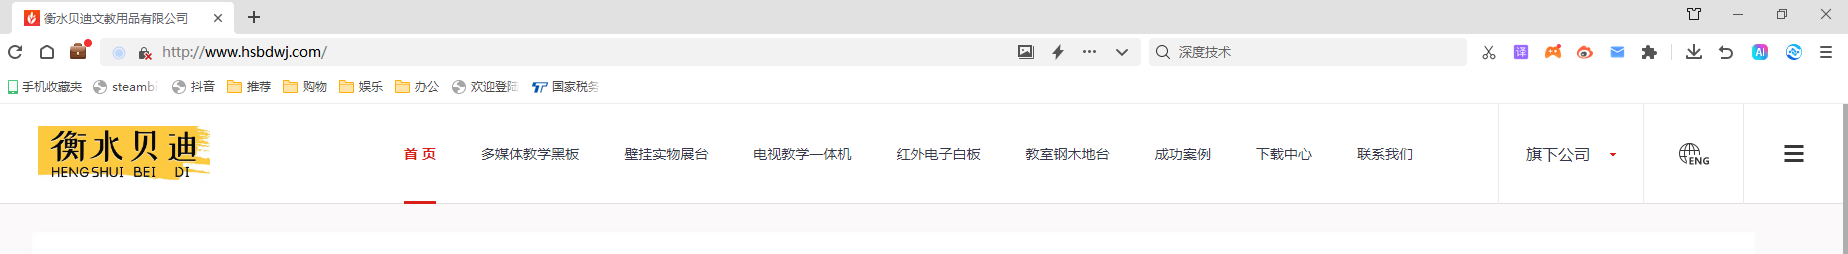 衡水贝迪文教用品有限公司
http://www.hsbdwj.com/
深度技术
译
AI
手机收藏夹 steambi 抖音 推荐 购物 娱乐 办公 欢迎登陆 国家税务
衡水贝迪
HENGSHUI BEI DI
首 页 多媒体教学黑板 壁挂实物展台 电视教学一体机 红外电子白板 教室钢木地台 成功案例 下载中心 联系我们 旗下公司 ENG